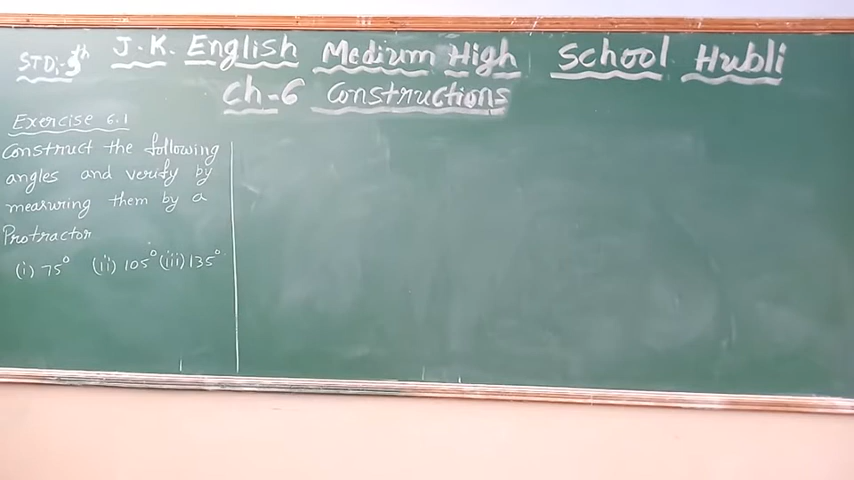 STD:- 9th J.K. English Medium High School Hubli
Ch-6 Constructions
Exercise 6.1
Construct the following
angles and verify by
measuring them by a
Protractor
(i) 75° (ii) 105° (iii) 135°